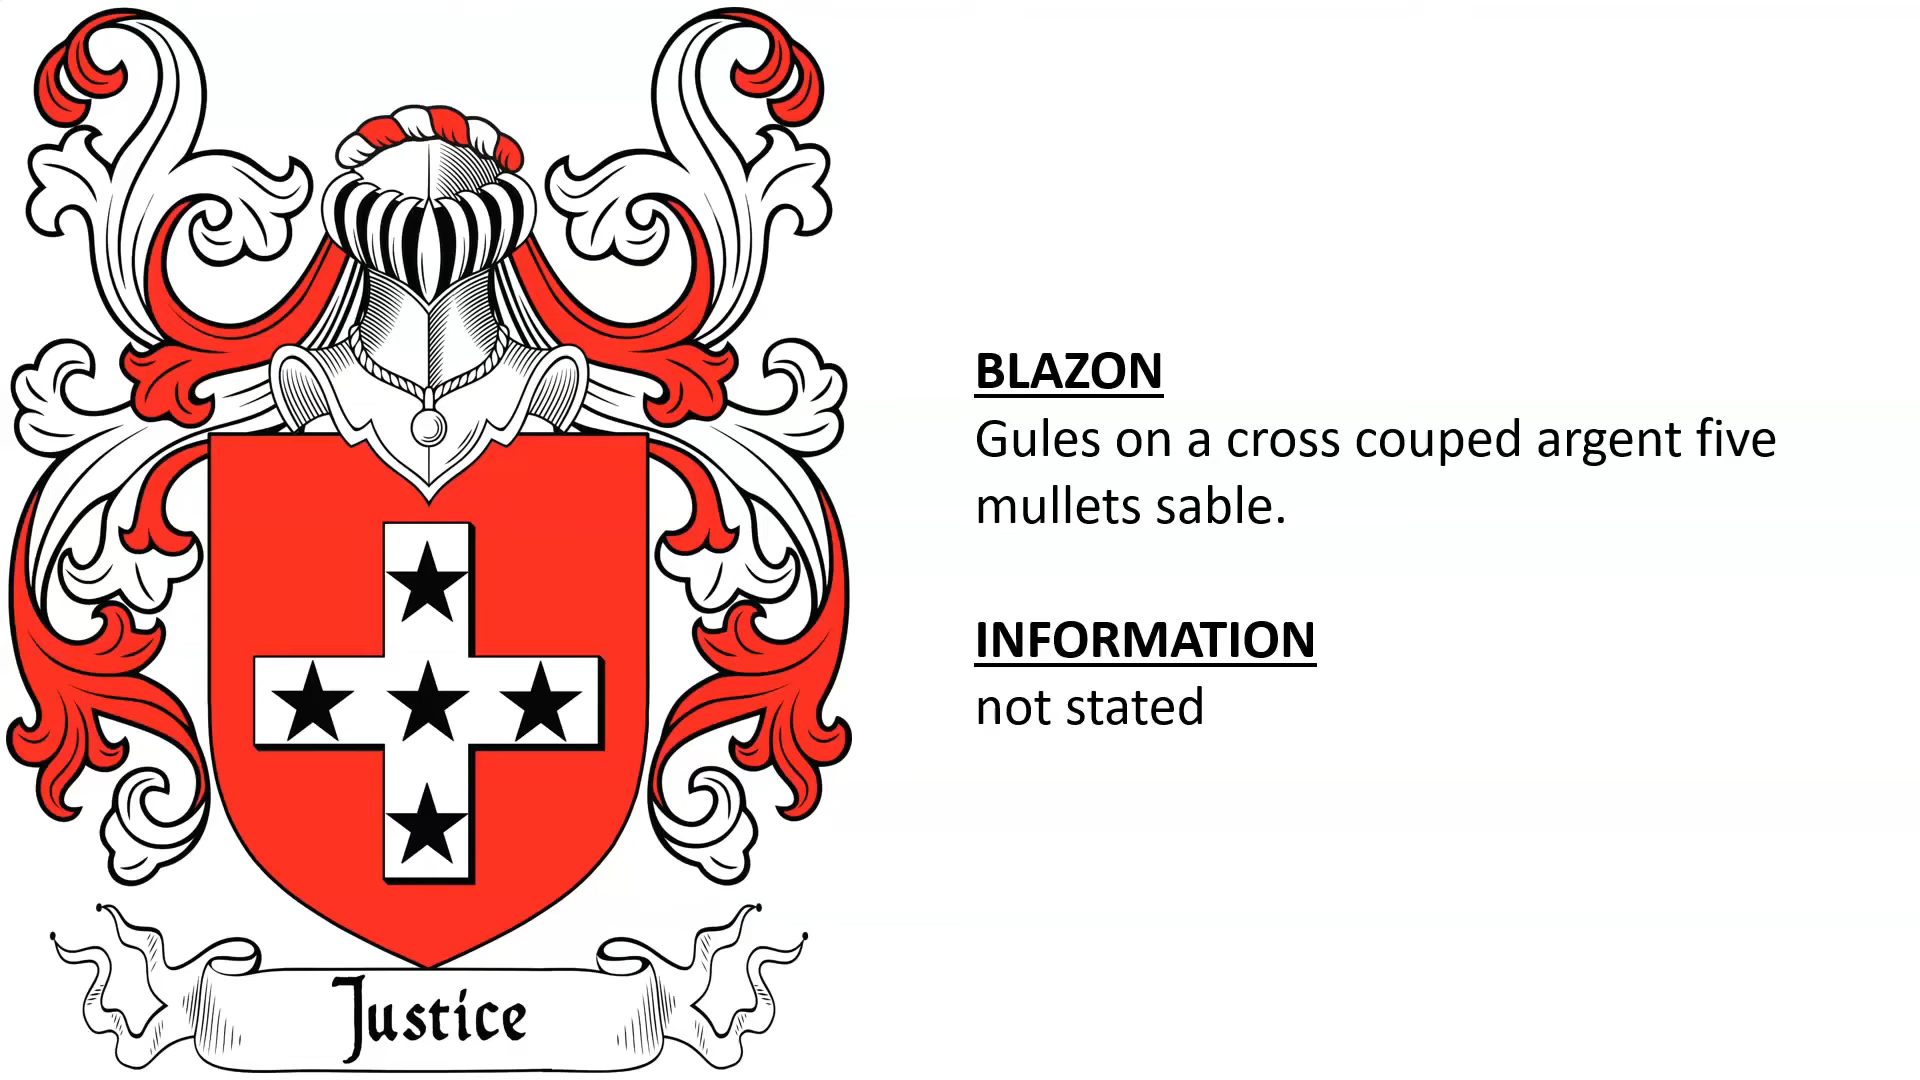 BLAZON
Gules on a cross couped argent five
mullets sable.
INFORMATION
not stated
Justice